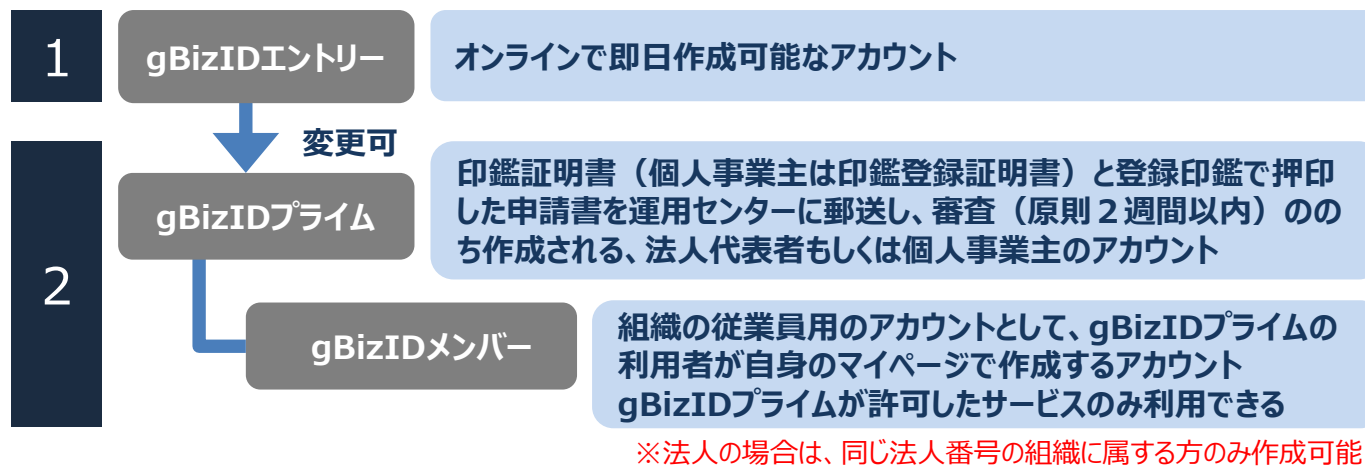 1
gBizIDエントリー
オンラインで即日作成可能なアカウント
変更可
2
gBizIDプライム
印鑑証明書（個人事業主は印鑑登録証明書）と登録印鑑で押印
した申請書を運用センターに郵送し、審査（原則２週間以内）のの
ち作成される、法人代表者もしくは個人事業主のアカウント
gBizIDメンバー
組織の従業員用のアカウントとして、gBizIDプライムの
利用者が自身のマイページで作成するアカウント
gBizIDプライムが許可したサービスのみ利用できる
※法人の場合は、同じ法人番号の組織に属する方のみ作成可能